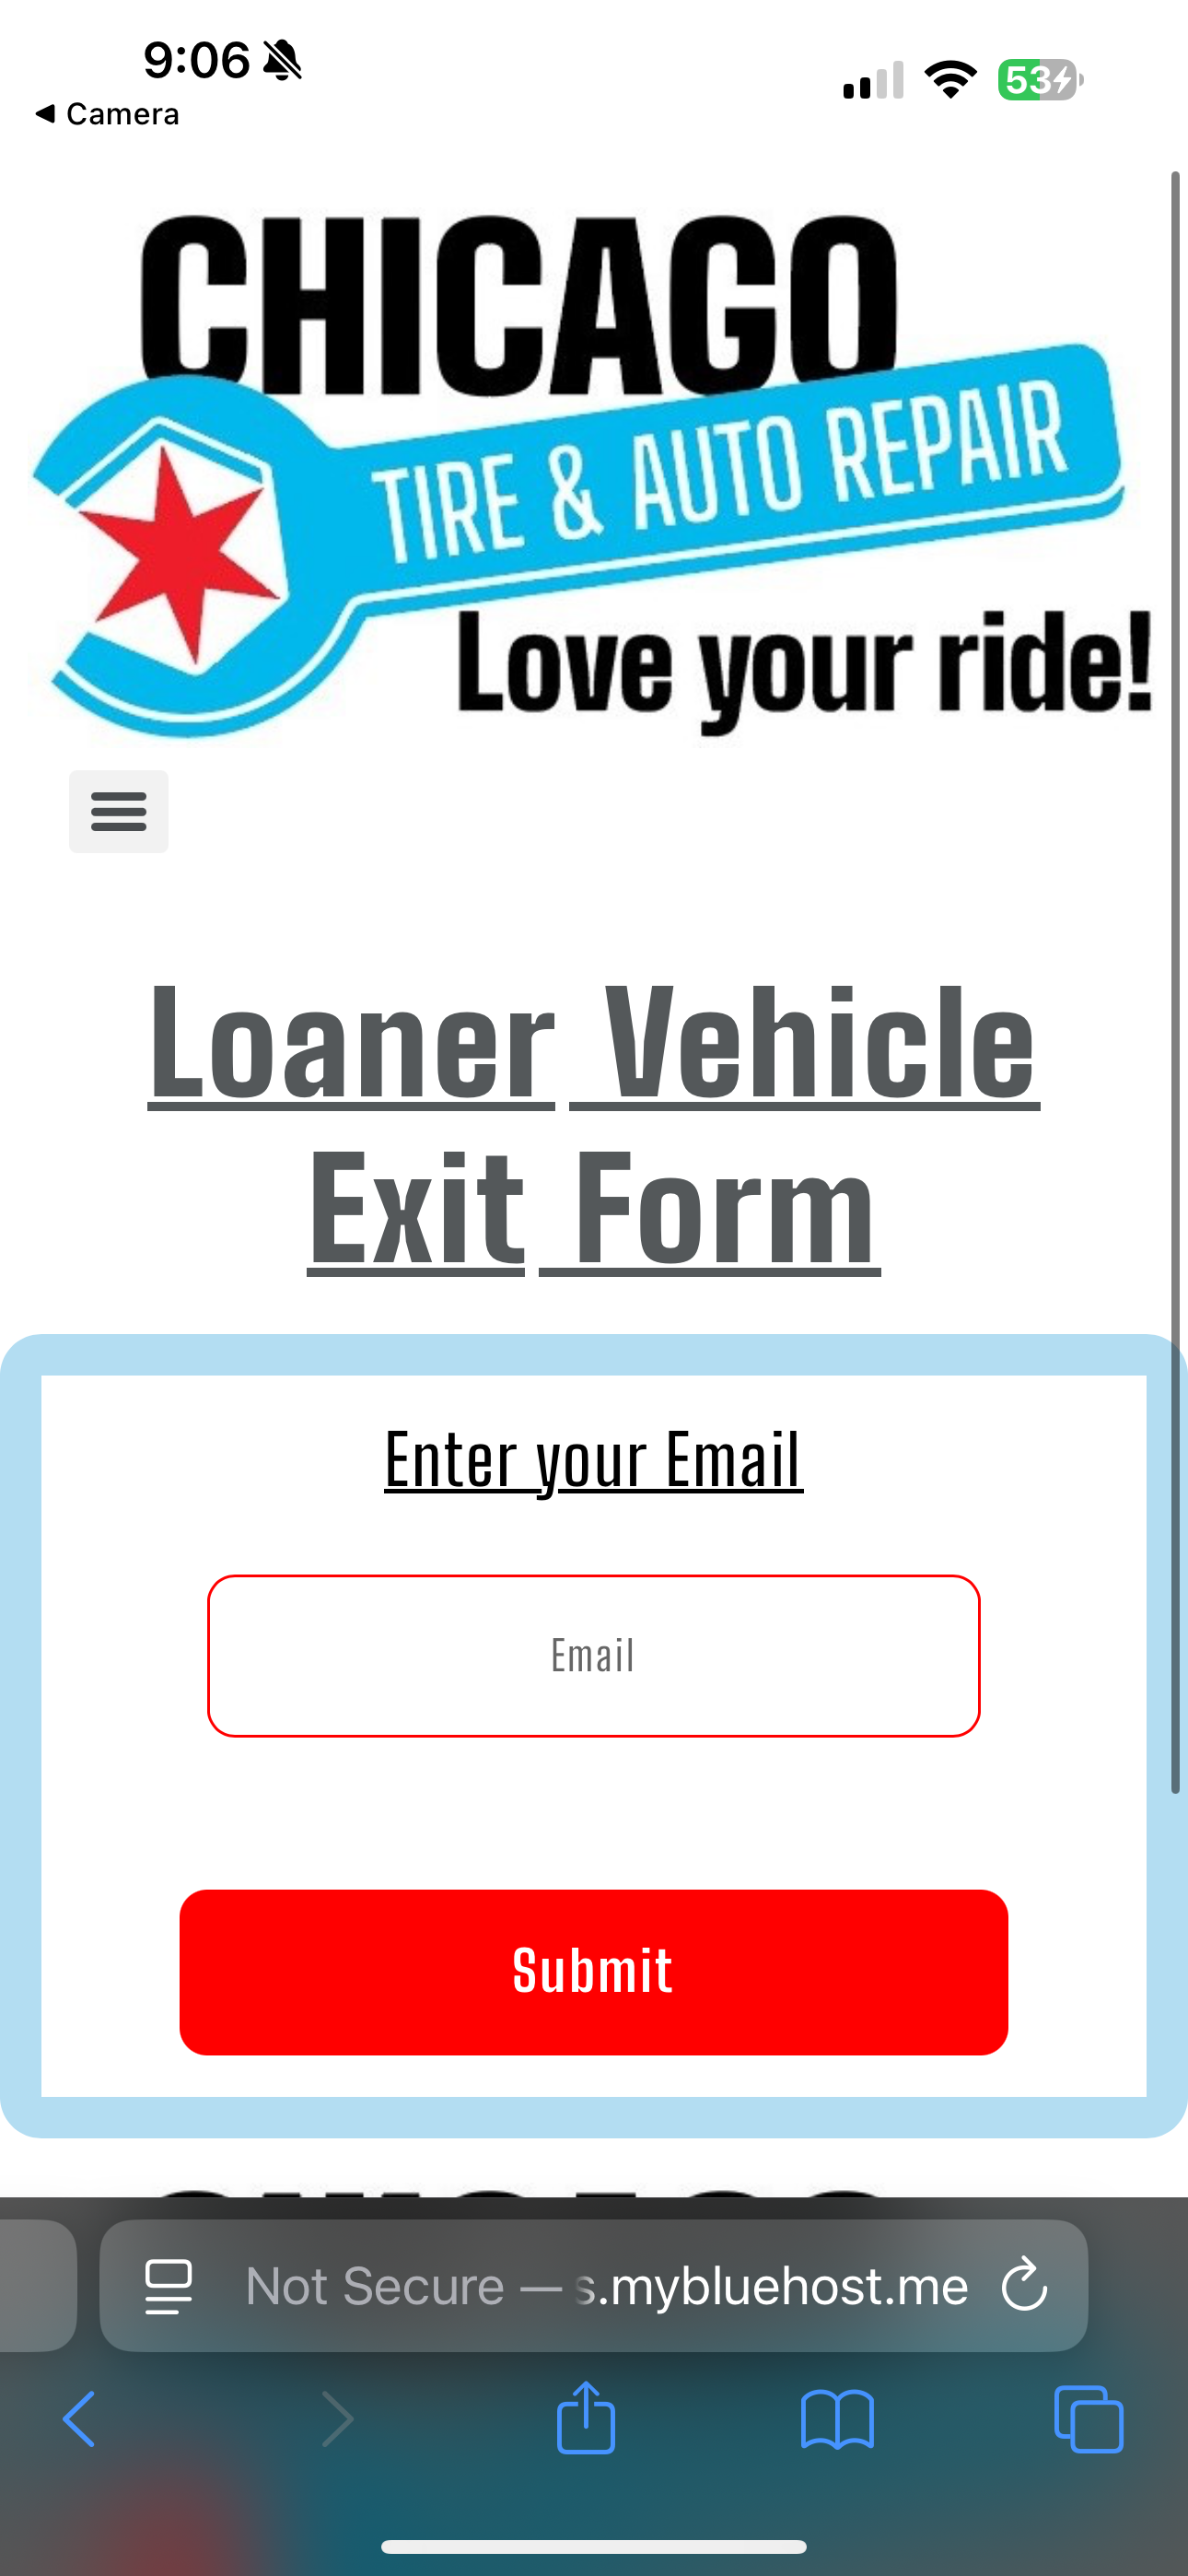 9:06
Camera
53
CHICAGO
TIRE & AUTO REPAIR
Love your ride!
Loaner Vehicle
Exit Form
Enter your Email
Email
Submit
Not Secure — s.mybluehost.me